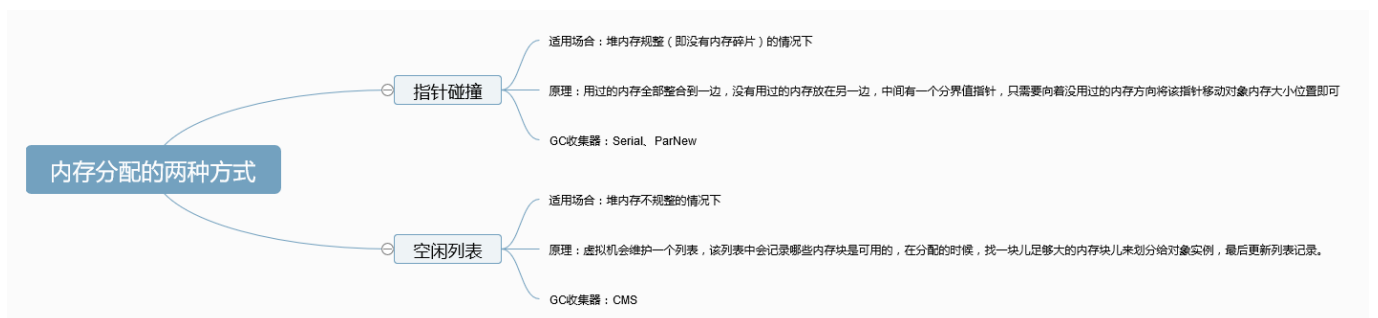 内存分配的两种方式
指针碰撞
适用场合：堆内存规整（即没有内存碎片）的情况下
原理：用过的内存全部整合到一边，没有用过的内存放在另一边，中间有一个分界值指针，只需要向着没用过的内存方向将该指针移动对象内存大小位置即可
GC收集器：Serial、ParNew
空闲列表
适用场合：堆内存不规整的情况下
原理：虚拟机会维护一个列表，该列表中会记录哪些内存块是可用的，在分配的时候，找一块儿足够大的内存块儿来划分给对象实例，最后更新列表记录。
GC收集器：CMS